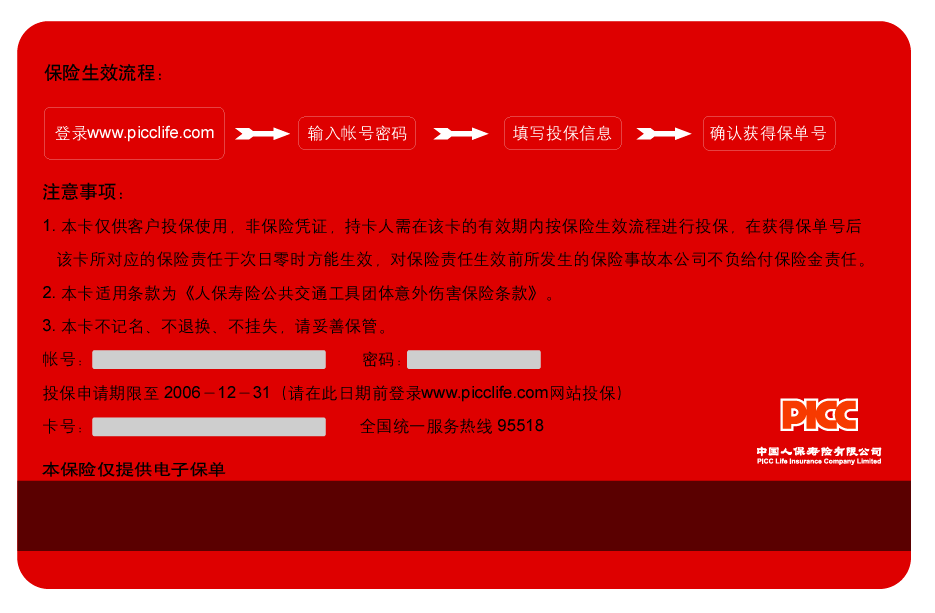 保险生效流程：
登录www.picclife.com 输入帐号密码 填写投保信息 确认获得保单号
注意事项：
1. 本卡仅供客户投保使用，非保险凭证，持卡人需在该卡的有效期内按保险生效流程进行投保，在获得保单号后
该卡所对应的保险责任于次日零时方能生效，对保险责任生效前所发生的保险事故本公司不负给付保险金责任。
2. 本卡适用条款为《人保寿险公共交通工具团体意外伤害保险条款》。
3. 本卡不记名、不退换、不挂失，请妥善保管。
帐号： 密码：
投保申请期限至 2006－12－31（请在此日期前登录www.picclife.com网站投保）
卡号： 全国统一服务热线 95518
PICC
中国人保寿险有限公司
PICC Life Insurance Company Limited
本保险仅提供电子保单